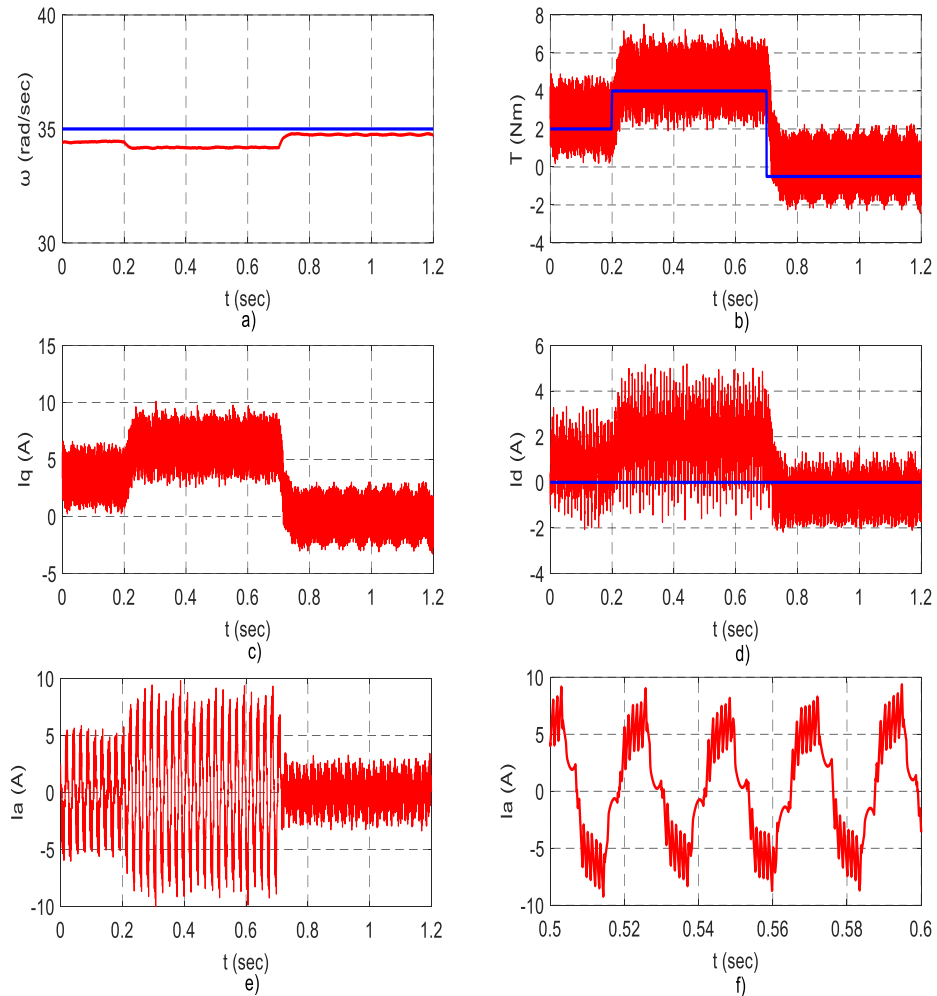 40
35
30
ω (rad/sec)
0 0.2 0.4 0.6 0.8 1 1.2
t (sec)
a)
8
6
4
2
0
-2
-4
T (Nm)
0 0.2 0.4 0.6 0.8 1 1.2
t (sec)
b)
15
10
5
0
-5
Iq (A)
0 0.2 0.4 0.6 0.8 1 1.2
t (sec)
c)
6
4
2
0
-2
-4
Id (A)
0 0.2 0.4 0.6 0.8 1 1.2
t (sec)
d)
10
5
0
-5
-10
Ia (A)
0 0.2 0.4 0.6 0.8 1 1.2
t (sec)
e)
10
5
0
-5
-10
Ia (A)
0.5 0.52 0.54 0.56 0.58 0.6
t (sec)
f)